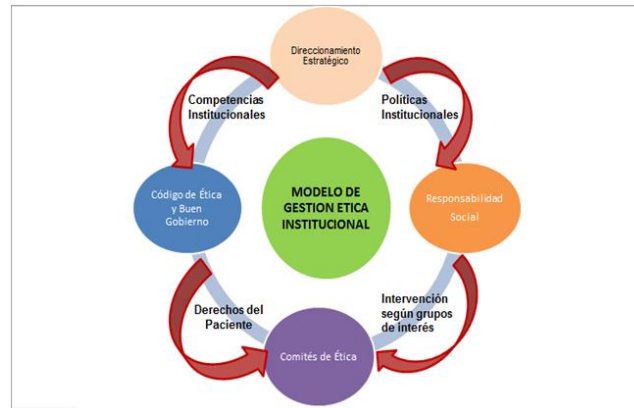 Direccionamiento
Estratégico
Competencias
Institucionales
Políticas
Institucionales
Código de Ética
y Buen
Gobierno
MODELO DE
GESTION ETICA
INSTITUCIONAL
Responsabilidad
Social
Derechos del
Paciente
Intervención
según grupos
de interés
Comités de Ética